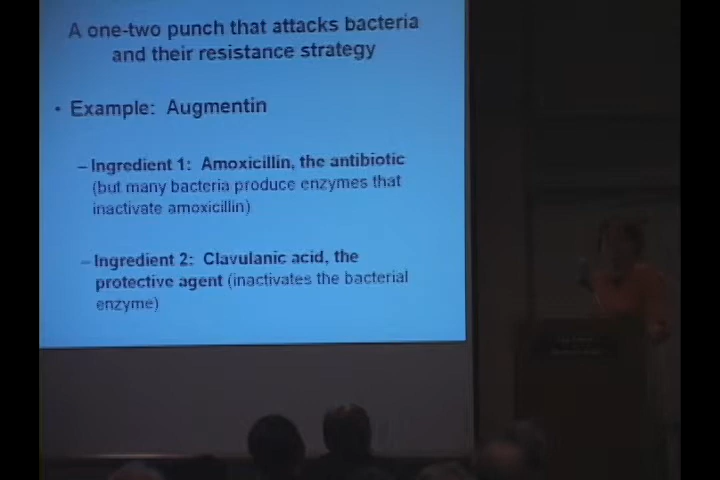 A one-two punch that attacks bacteria
and their resistance strategy
• Example: Augmentin
– Ingredient 1: Amoxicillin, the antibiotic
(but many bacteria produce enzymes that
inactivate amoxicillin)
– Ingredient 2: Clavulanic acid, the
protective agent (inactivates the bacterial
enzyme)